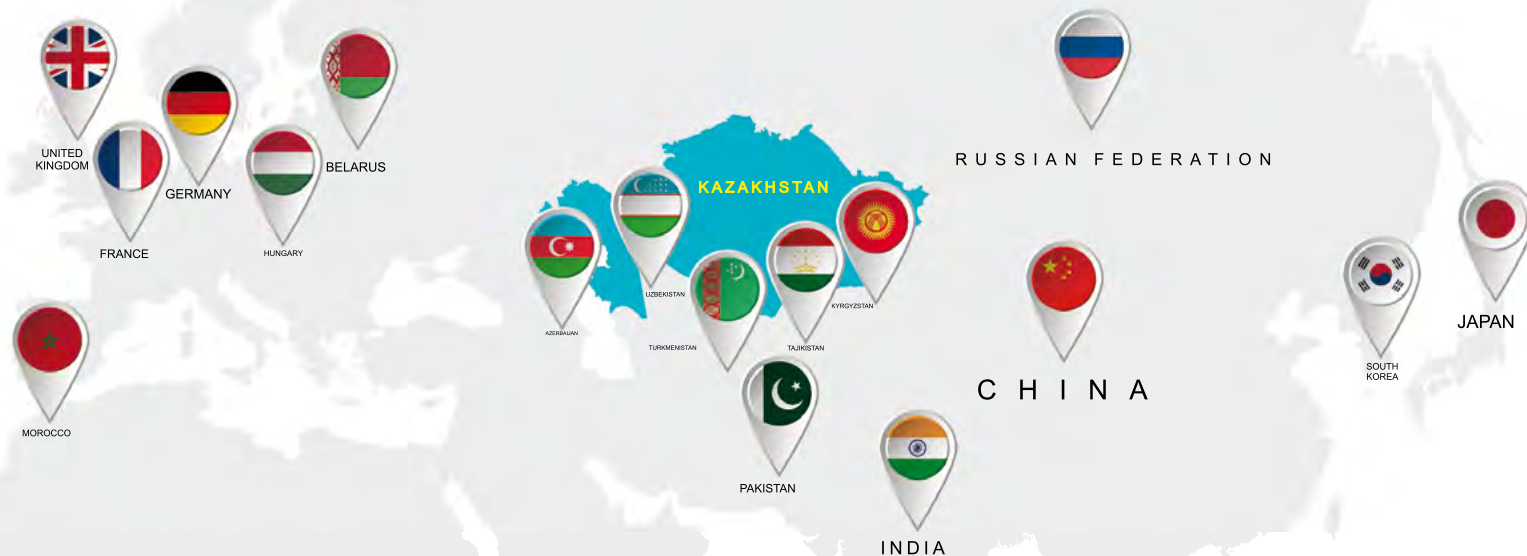 UNITED
KINGDOM
FRANCE
GERMANY
HUNGARY
BELARUS
MOROCCO
KAZAKHSTAN
AZERBAIJAN
UZBEKISTAN
TURKMENISTAN
TAJIKISTAN
KYRGYZSTAN
PAKISTAN
INDIA
RUSSIAN FEDERATION
CHINA
SOUTH
KOREA
JAPAN